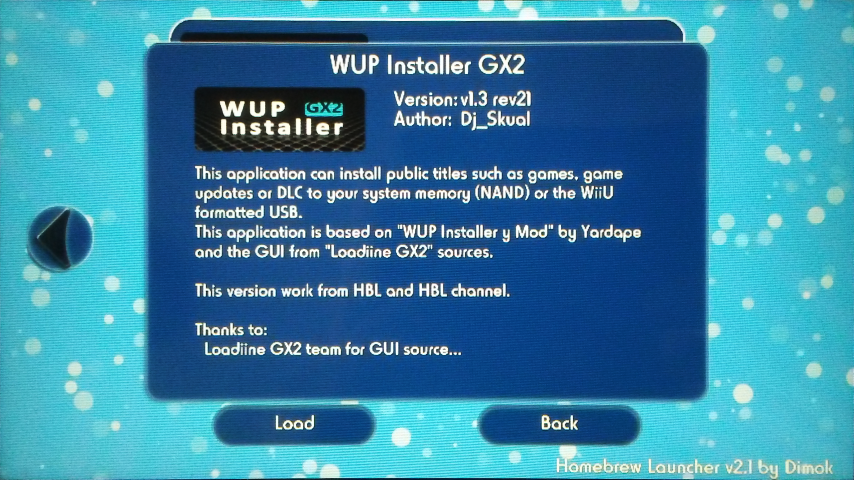 WUP Installer GX2
WUP GX2
Installer
Version: v1.3 rev21
Author: Dj_Skual
This application can install public titles such as games, game
updates or DLC to your system memory (NAND) or the WiiU
formatted USB.
This application is based on "WUP Installer y Mod" by Yardape
and the GUI from "Loadiine GX2" sources.
This version work from HBL and HBL channel.
Thanks to:
Loadiine GX2 team for GUI source...
Load
Back
Homebrew Launcher v2.1 by Dimok